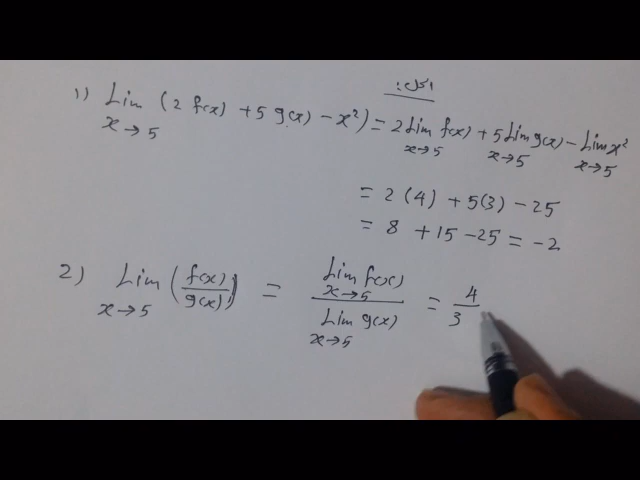 الحل:
1) Lim (2 f(x) + 5 g(x) - x²) = 2 Lim f(x) + 5 Lim g(x) - Lim x²
x→5 x→5 x→5 x→5
= 2 (4) + 5(3) - 25
= 8 + 15 - 25 = -2
2) Lim (f(x)/g(x)) = Lim f(x) / Lim g(x) = 4/3
x→5 x→5 x→5